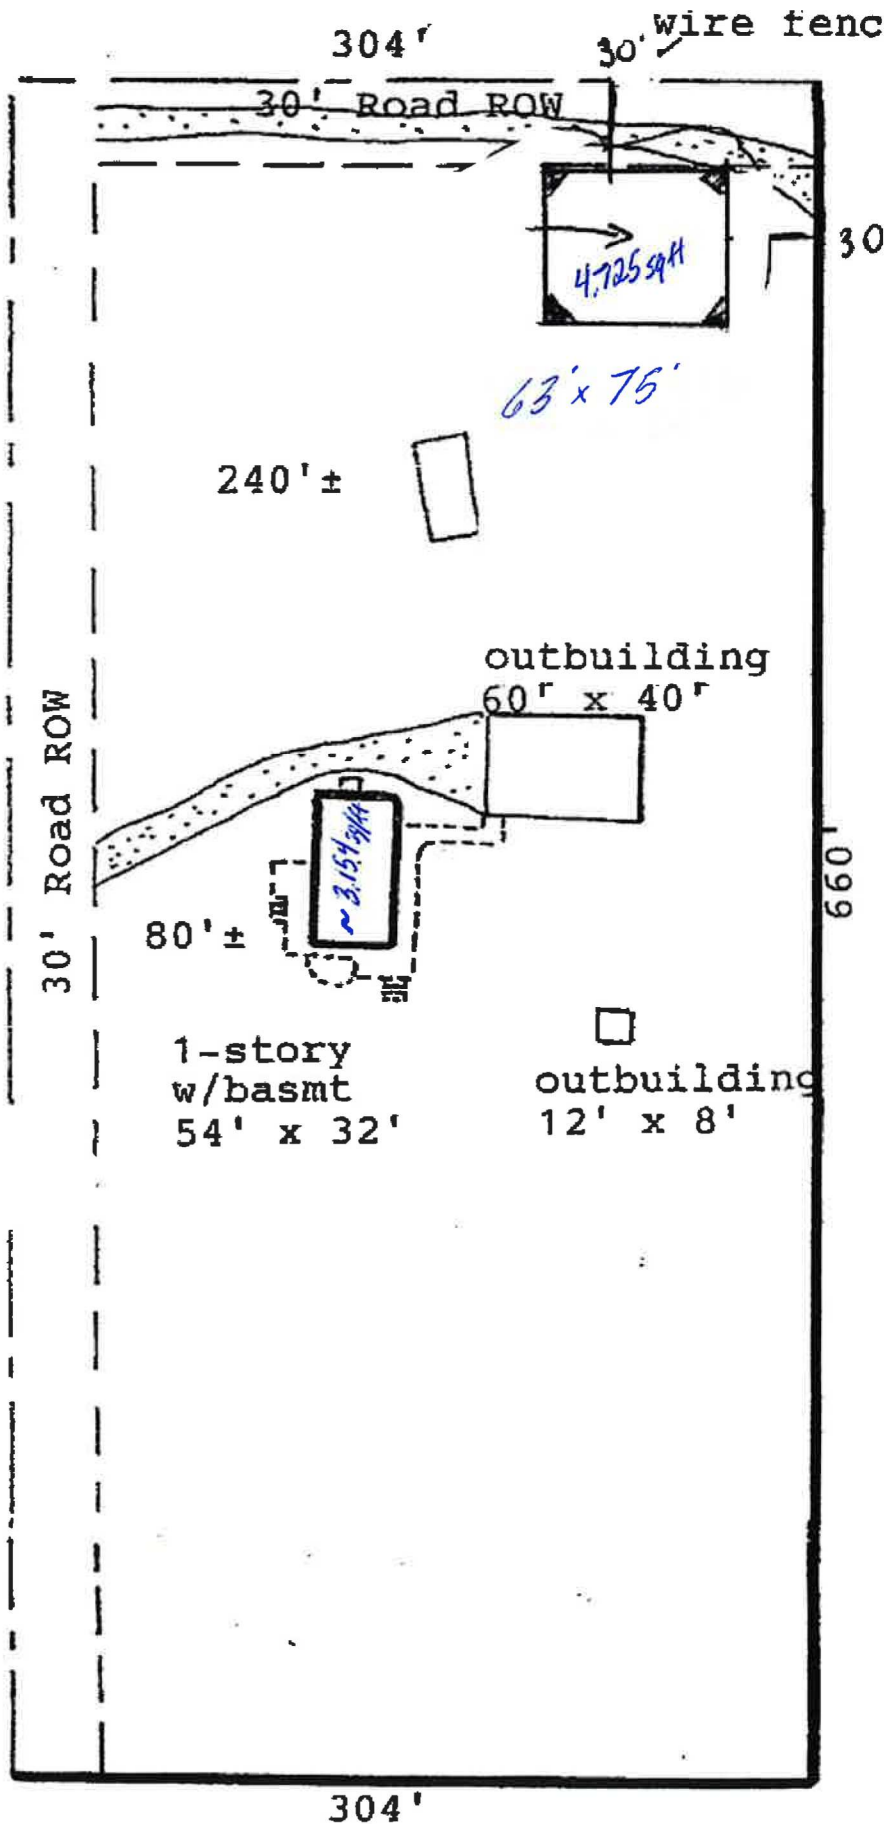 wire fenc
304'
30'
30' Road ROW
30
4,725 sq ft
63' x 75'
240'±
outbuilding
60' x 40'
30' Road ROW
~ 3,154 sq ft
660'
80'±
1-story
w/basmt
54' x 32'
outbuilding
12' x 8'
304'